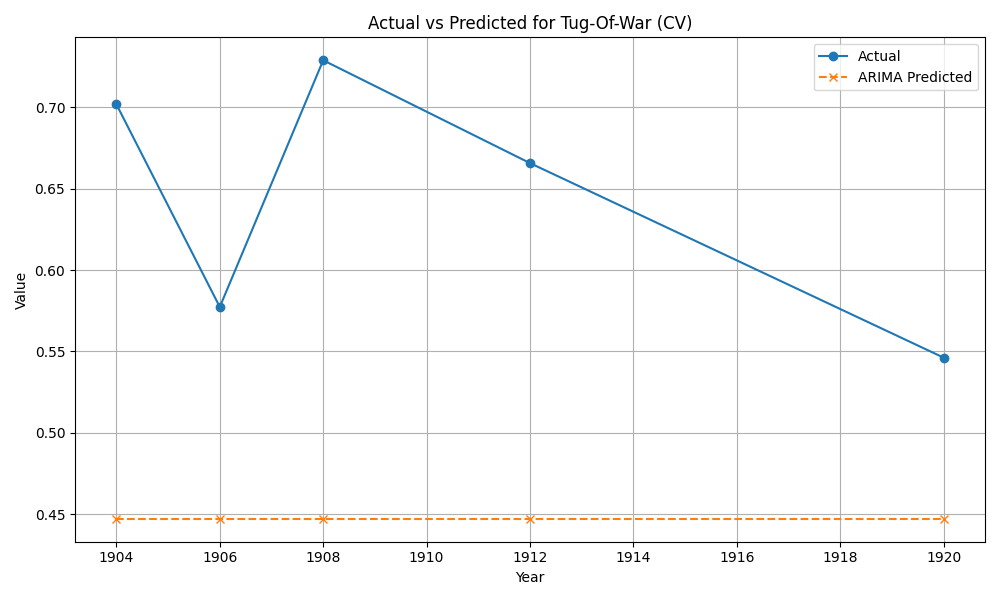 Actual vs Predicted for Tug-Of-War (CV)
Actual
ARIMA Predicted
Value
0.70
0.65
0.60
0.55
0.50
0.45
1904 1906 1908 1910 1912 1914 1916 1918 1920
Year